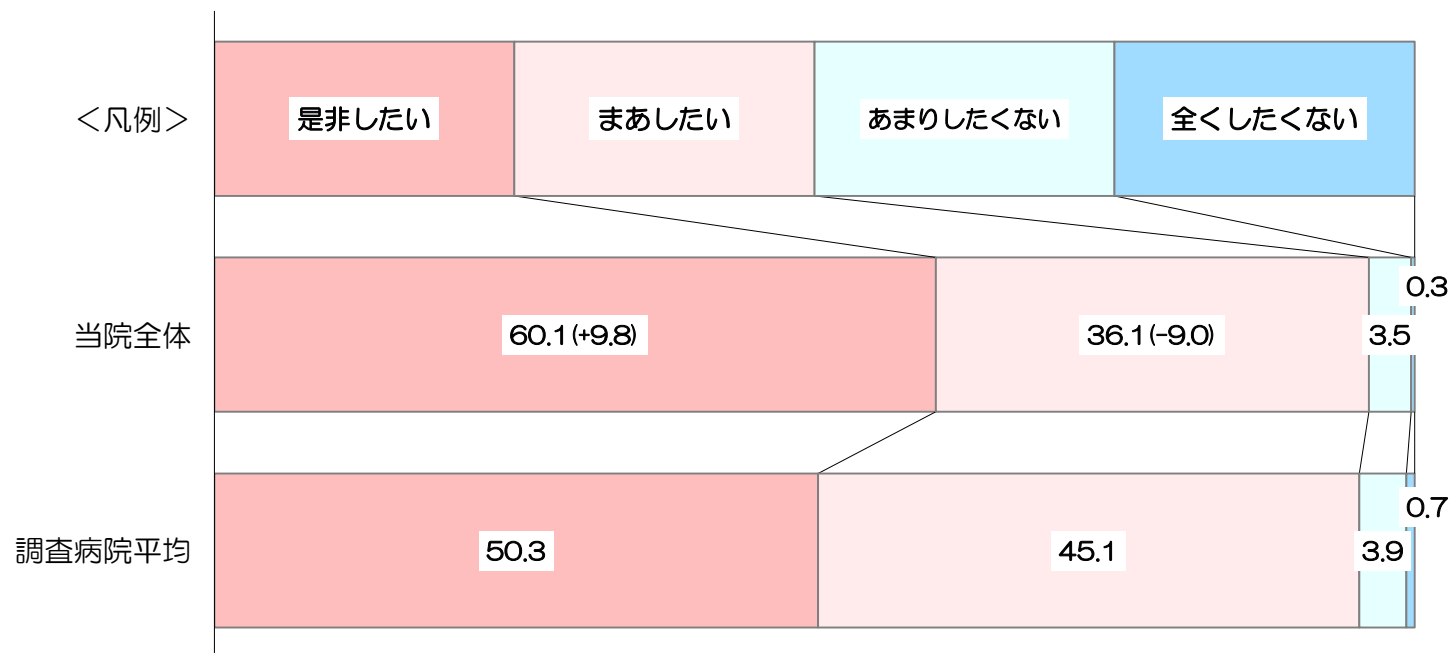 ＜凡例＞ 是非したい まあしたい あまりしたくない 全くしたくない
0.3
当院全体 60.1(+9.8) 36.1(-9.0) 3.5
0.7
調査病院平均 50.3 45.1 3.9